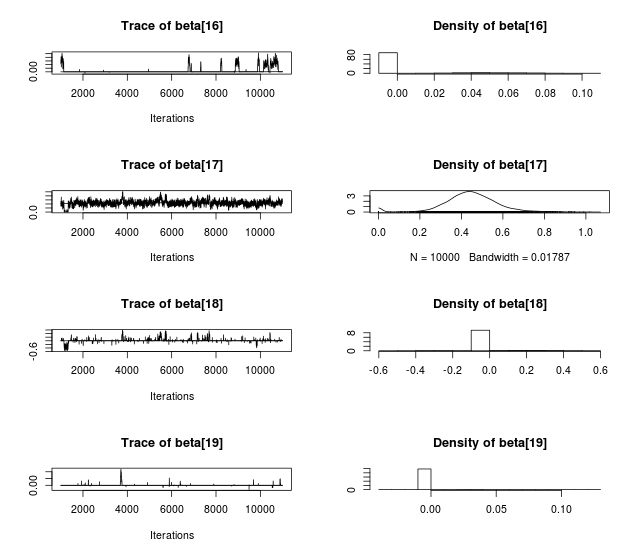 Trace of beta[16]
Density of beta[16]
0.00
2000 4000 6000 8000 10000
Iterations
0 80
0.00 0.02 0.04 0.06 0.08 0.10
Trace of beta[17]
Density of beta[17]
0.0
2000 4000 6000 8000 10000
Iterations
0 3
0.0 0.2 0.4 0.6 0.8 1.0
N = 10000 Bandwidth = 0.01787
Trace of beta[18]
Density of beta[18]
-0.6
2000 4000 6000 8000 10000
Iterations
0 8
-0.6 -0.4 -0.2 0.0 0.2 0.4 0.6
Trace of beta[19]
Density of beta[19]
0.00
2000 4000 6000 8000 10000
Iterations
0
0.00 0.05 0.10